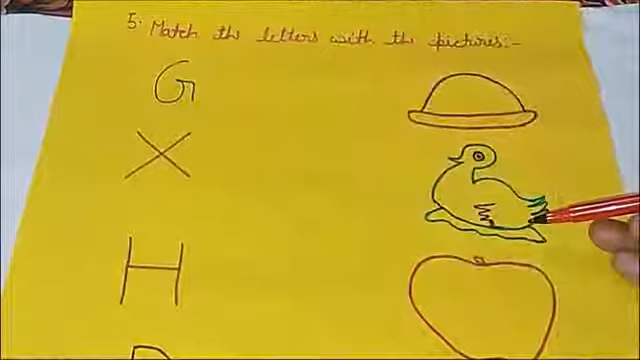 5. Match the letters with the pictures:-
G
X
H